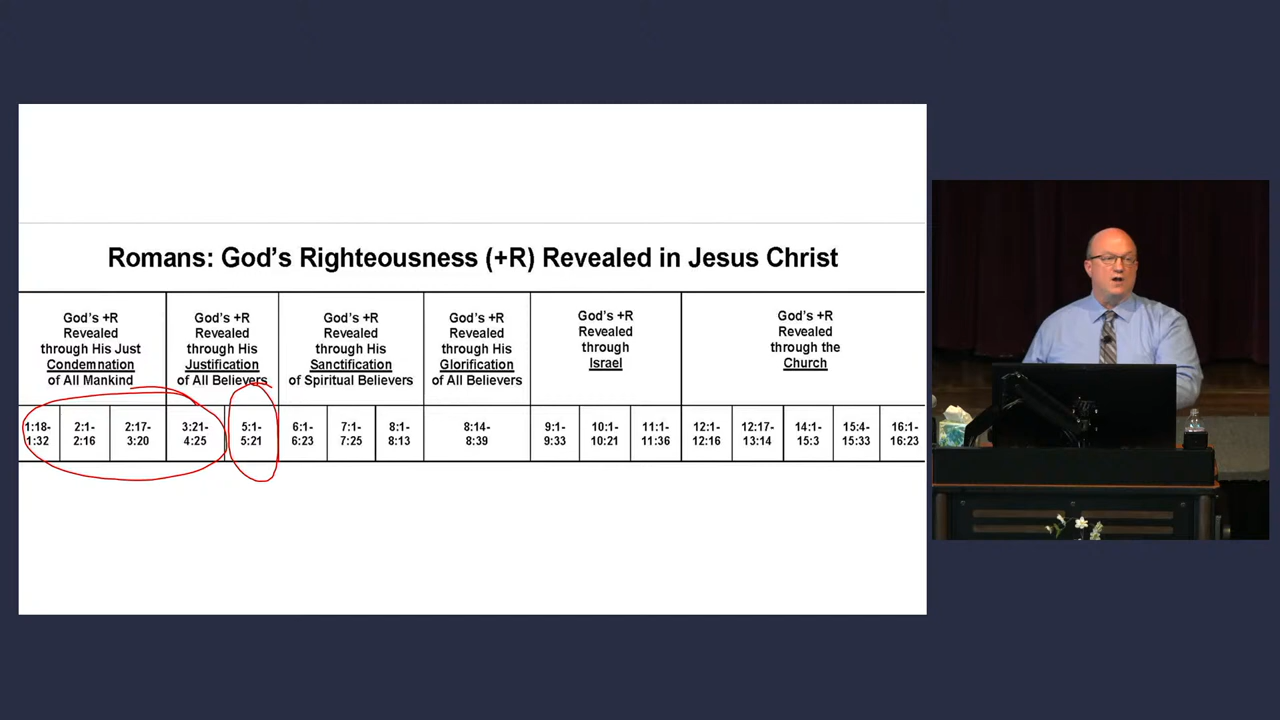 Romans: God's Righteousness (+R) Revealed in Jesus Christ
God's +R
Revealed
through His Just
Condemnation
of All Mankind
God's +R
Revealed
through His
Justification
of All Believers
God's +R
Revealed
through His
Sanctification
of Spiritual Believers
God's +R
Revealed
through His
Glorification
of All Believers
God's +R
Revealed
through
Israel
God's +R
Revealed
through the
Church
1:18-
1:32
2:1-
2:16
2:17-
3:20
3:21-
4:25
5:1-
5:21
6:1-
6:23
7:1-
7:25
8:1-
8:13
8:14-
8:39
9:1-
9:33
10:1-
10:21
11:1-
11:36
12:1-
12:16
12:17-
13:14
14:1-
15:3
15:4-
15:33
16:1-
16:23